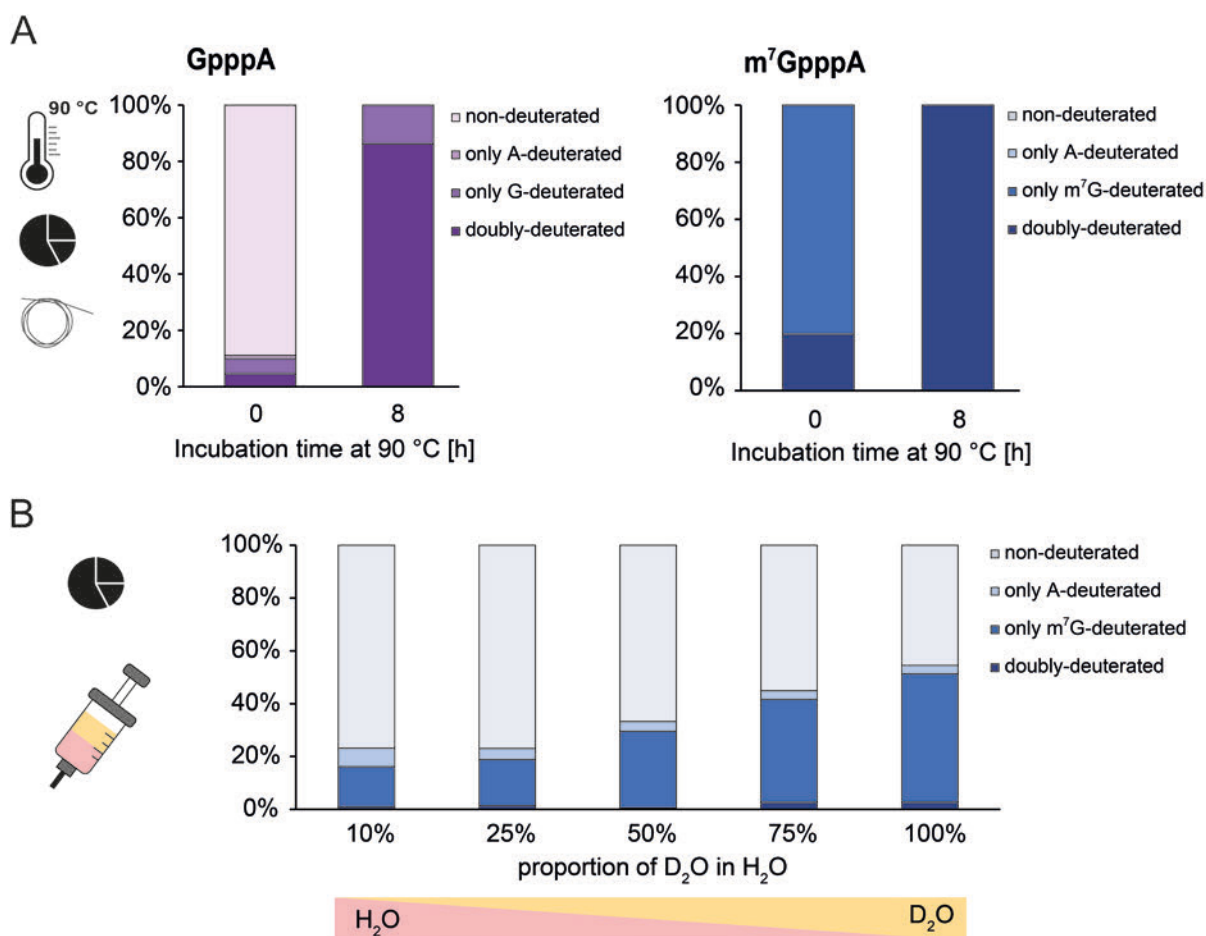 A
GpppA
90 °C
100%
80%
60%
40%
20%
0%
0
8
Incubation time at 90 °C [h]
non-deuterated
only A-deuterated
only G-deuterated
doubly-deuterated
m⁷GpppA
100%
80%
60%
40%
20%
0%
0
8
Incubation time at 90 °C [h]
non-deuterated
only A-deuterated
only m⁷G-deuterated
doubly-deuterated
B
100%
80%
60%
40%
20%
0%
10%
25%
50%
75%
100%
proportion of D₂O in H₂O
non-deuterated
only A-deuterated
only m⁷G-deuterated
doubly-deuterated
H₂O
D₂O